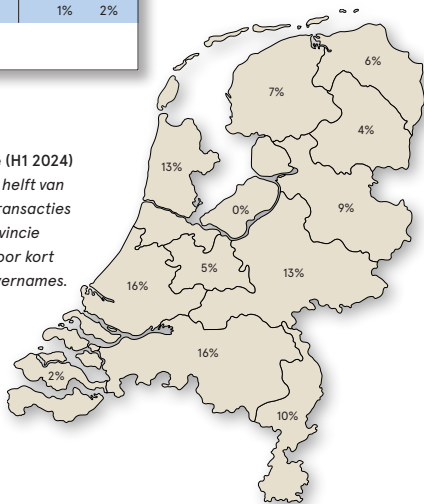 1% 2%
(H1 2024)
helft van
ransacties
vincie
oor kort
vernames.
6%
7%
4%
13%
9%
0%
5%
13%
16%
16%
2%
10%